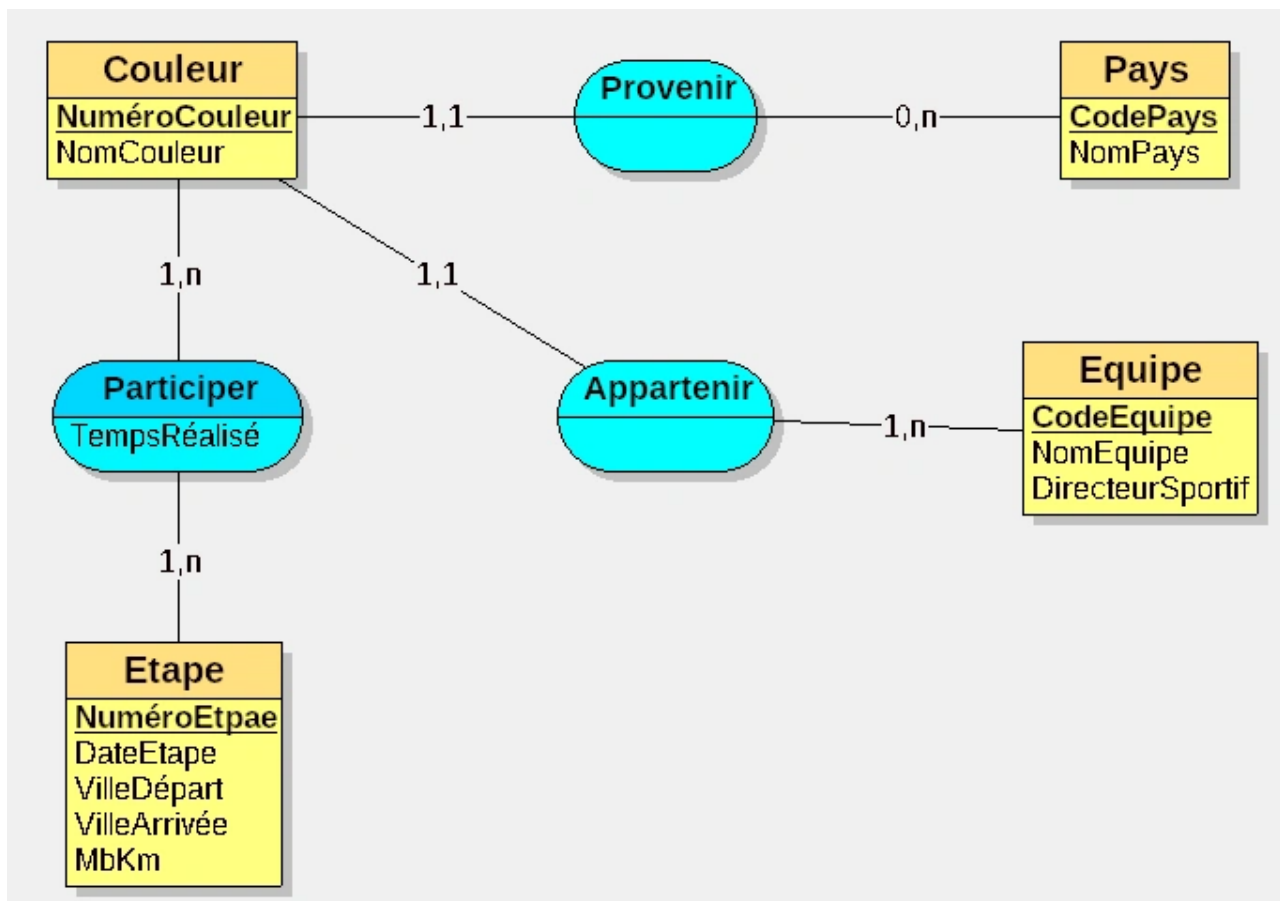 Couleur
NuméroCouleur
NomCouleur
1,1
Provenir
0,n
Pays
CodePays
NomPays
1,n
1,1
Participer
TempsRéalisé
Appartenir
1,n
Equipe
CodeEquipe
NomEquipe
DirecteurSportif
1,n
Etape
NuméroEtpae
DateEtape
VilleDépart
VilleArrivée
MbKm